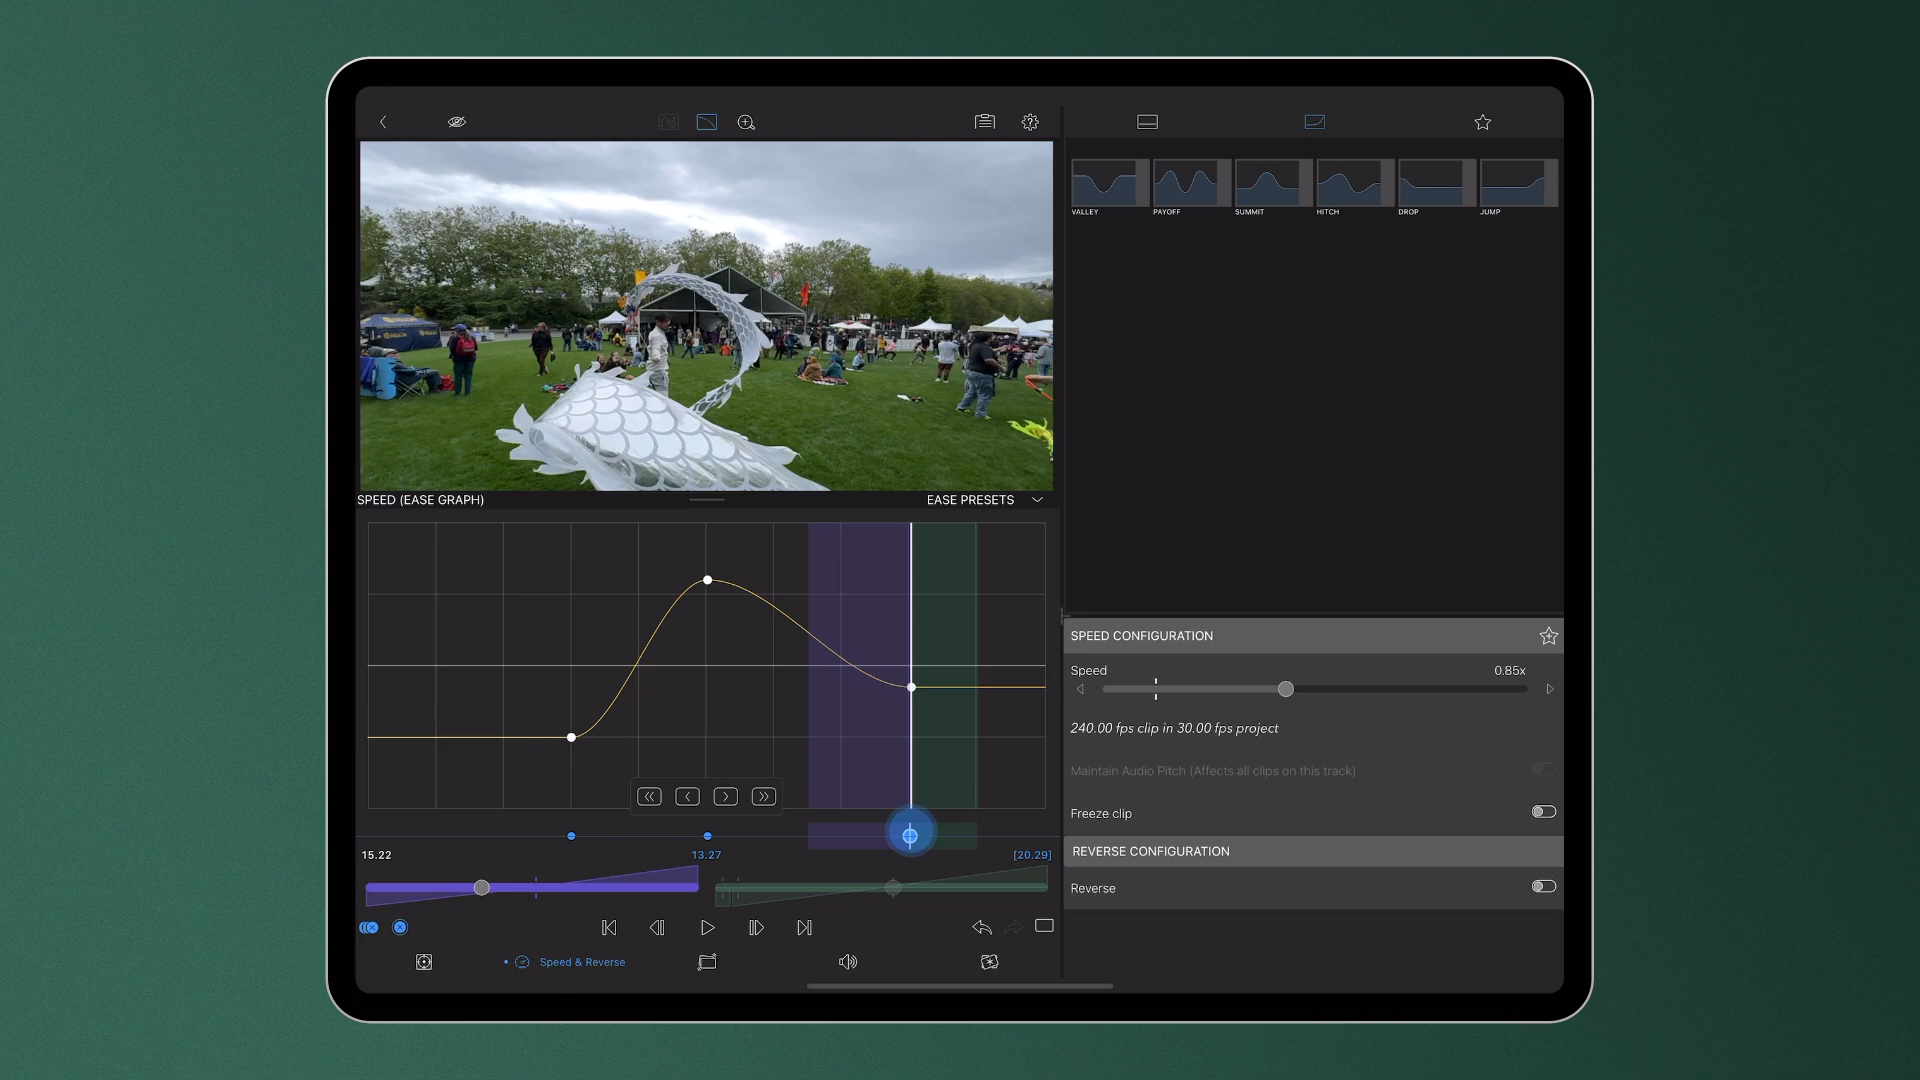 VALLEY PAYOFF SUMMIT HITCH DROP JUMP
SPEED (EASE GRAPH)
EASE PRESETS
SPEED CONFIGURATION
Speed 0.85x
240.00 fps clip in 30.00 fps project
Maintain Audio Pitch (Affects all clips on this track)
Freeze clip
REVERSE CONFIGURATION
Reverse
15.22 13.27 [20.29]
Speed & Reverse